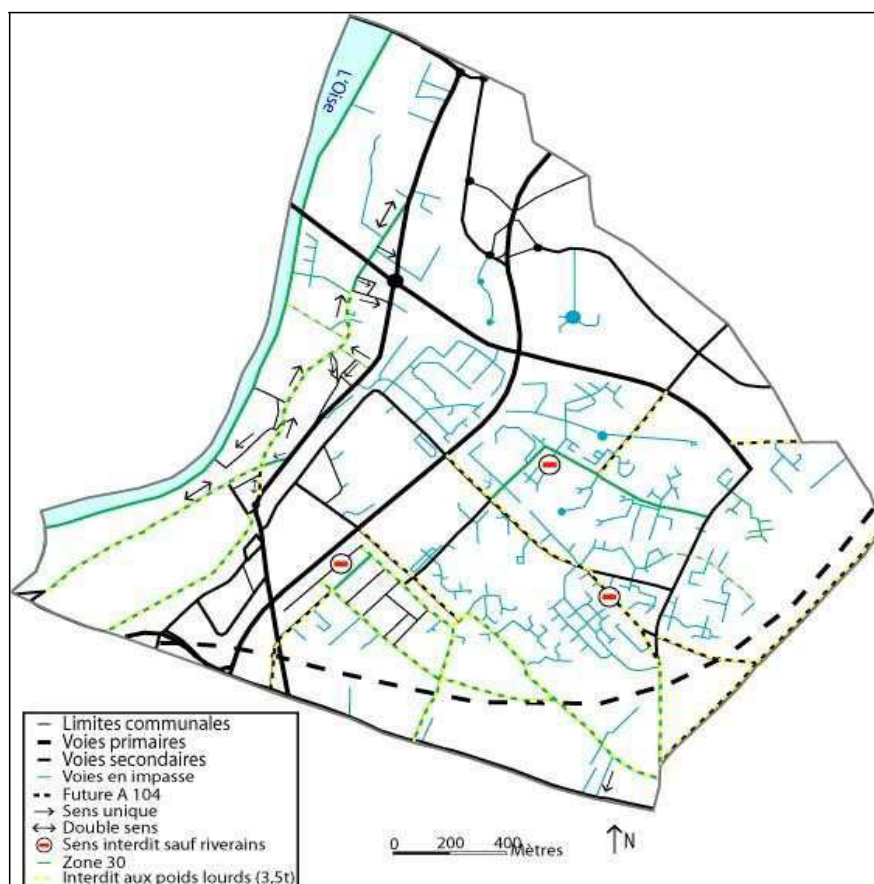 L'Oise
Limites communales
Voies primaires
Voies secondaires
Voies en impasse
Future A 104
Sens unique
Double sens
Sens interdit sauf riverains
Zone 30
Interdit aux poids lourds (3,5t)
0 200 400 Mètres
N